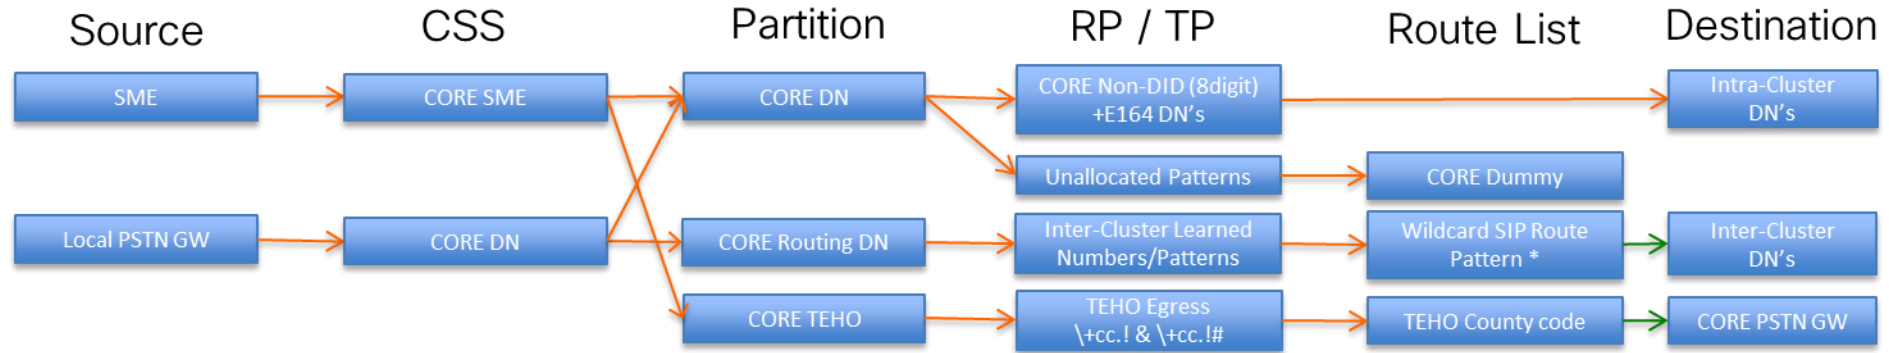 Source CSS Partition RP / TP Route List Destination
SME
CORE SME
CORE DN
CORE Non-DID (8digit)
+E164 DN's
Intra-Cluster
DN's
Unallocated Patterns
CORE Dummy
Local PSTN GW
CORE DN
CORE Routing DN
Inter-Cluster Learned
Numbers/Patterns
Wildcard SIP Route
Pattern *
Inter-Cluster
DN's
CORE TEHO
TEHO Egress
\+cc.! & \+cc.!#
TEHO County code
CORE PSTN GW